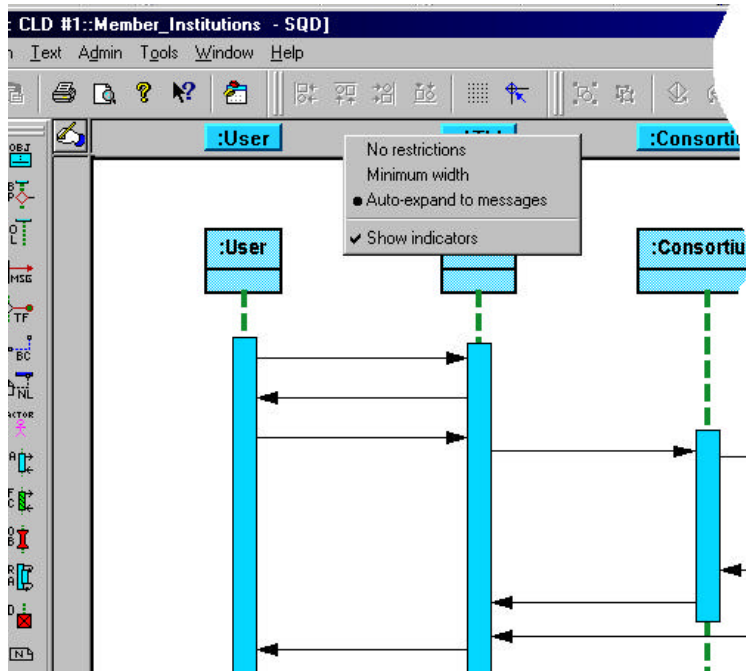 : CLD #1::Member_Institutions - SQD]
Text Admin Tools Window Help
:User
:Consortiu
No restrictions
Minimum width
Auto-expand to messages
Show indicators
:User
:Consortiu
OBJ
MSG
TF
BC
NL
ACTOR